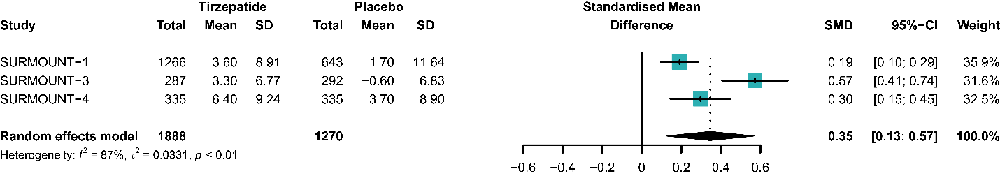 Tirzepatide Placebo Standardised Mean
Study Total Mean SD Total Mean SD Difference SMD 95%−CI Weight
SURMOUNT−1 1266 3.60 8.91 643 1.70 11.64 0.19 [0.10; 0.29] 35.9%
SURMOUNT−3 287 3.30 6.77 292 −0.60 6.83 0.57 [0.41; 0.74] 31.6%
SURMOUNT−4 335 6.40 9.24 335 3.70 8.90 0.30 [0.15; 0.45] 32.5%
Random effects model 1888 1270 0.35 [0.13; 0.57] 100.0%
Heterogeneity: I² = 87%, τ² = 0.0331, p < 0.01
−0.6 −0.4 −0.2 0 0.2 0.4 0.6